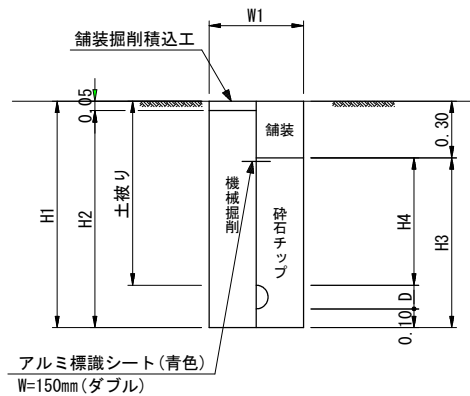 W1
舗装掘削積込工
0.05
舗装
0.30
土被り
機械掘削
砕石チップ
H1
H2
H4
H3
D
0.10
アルミ標識シート(青色)
W=150mm(ダブル)